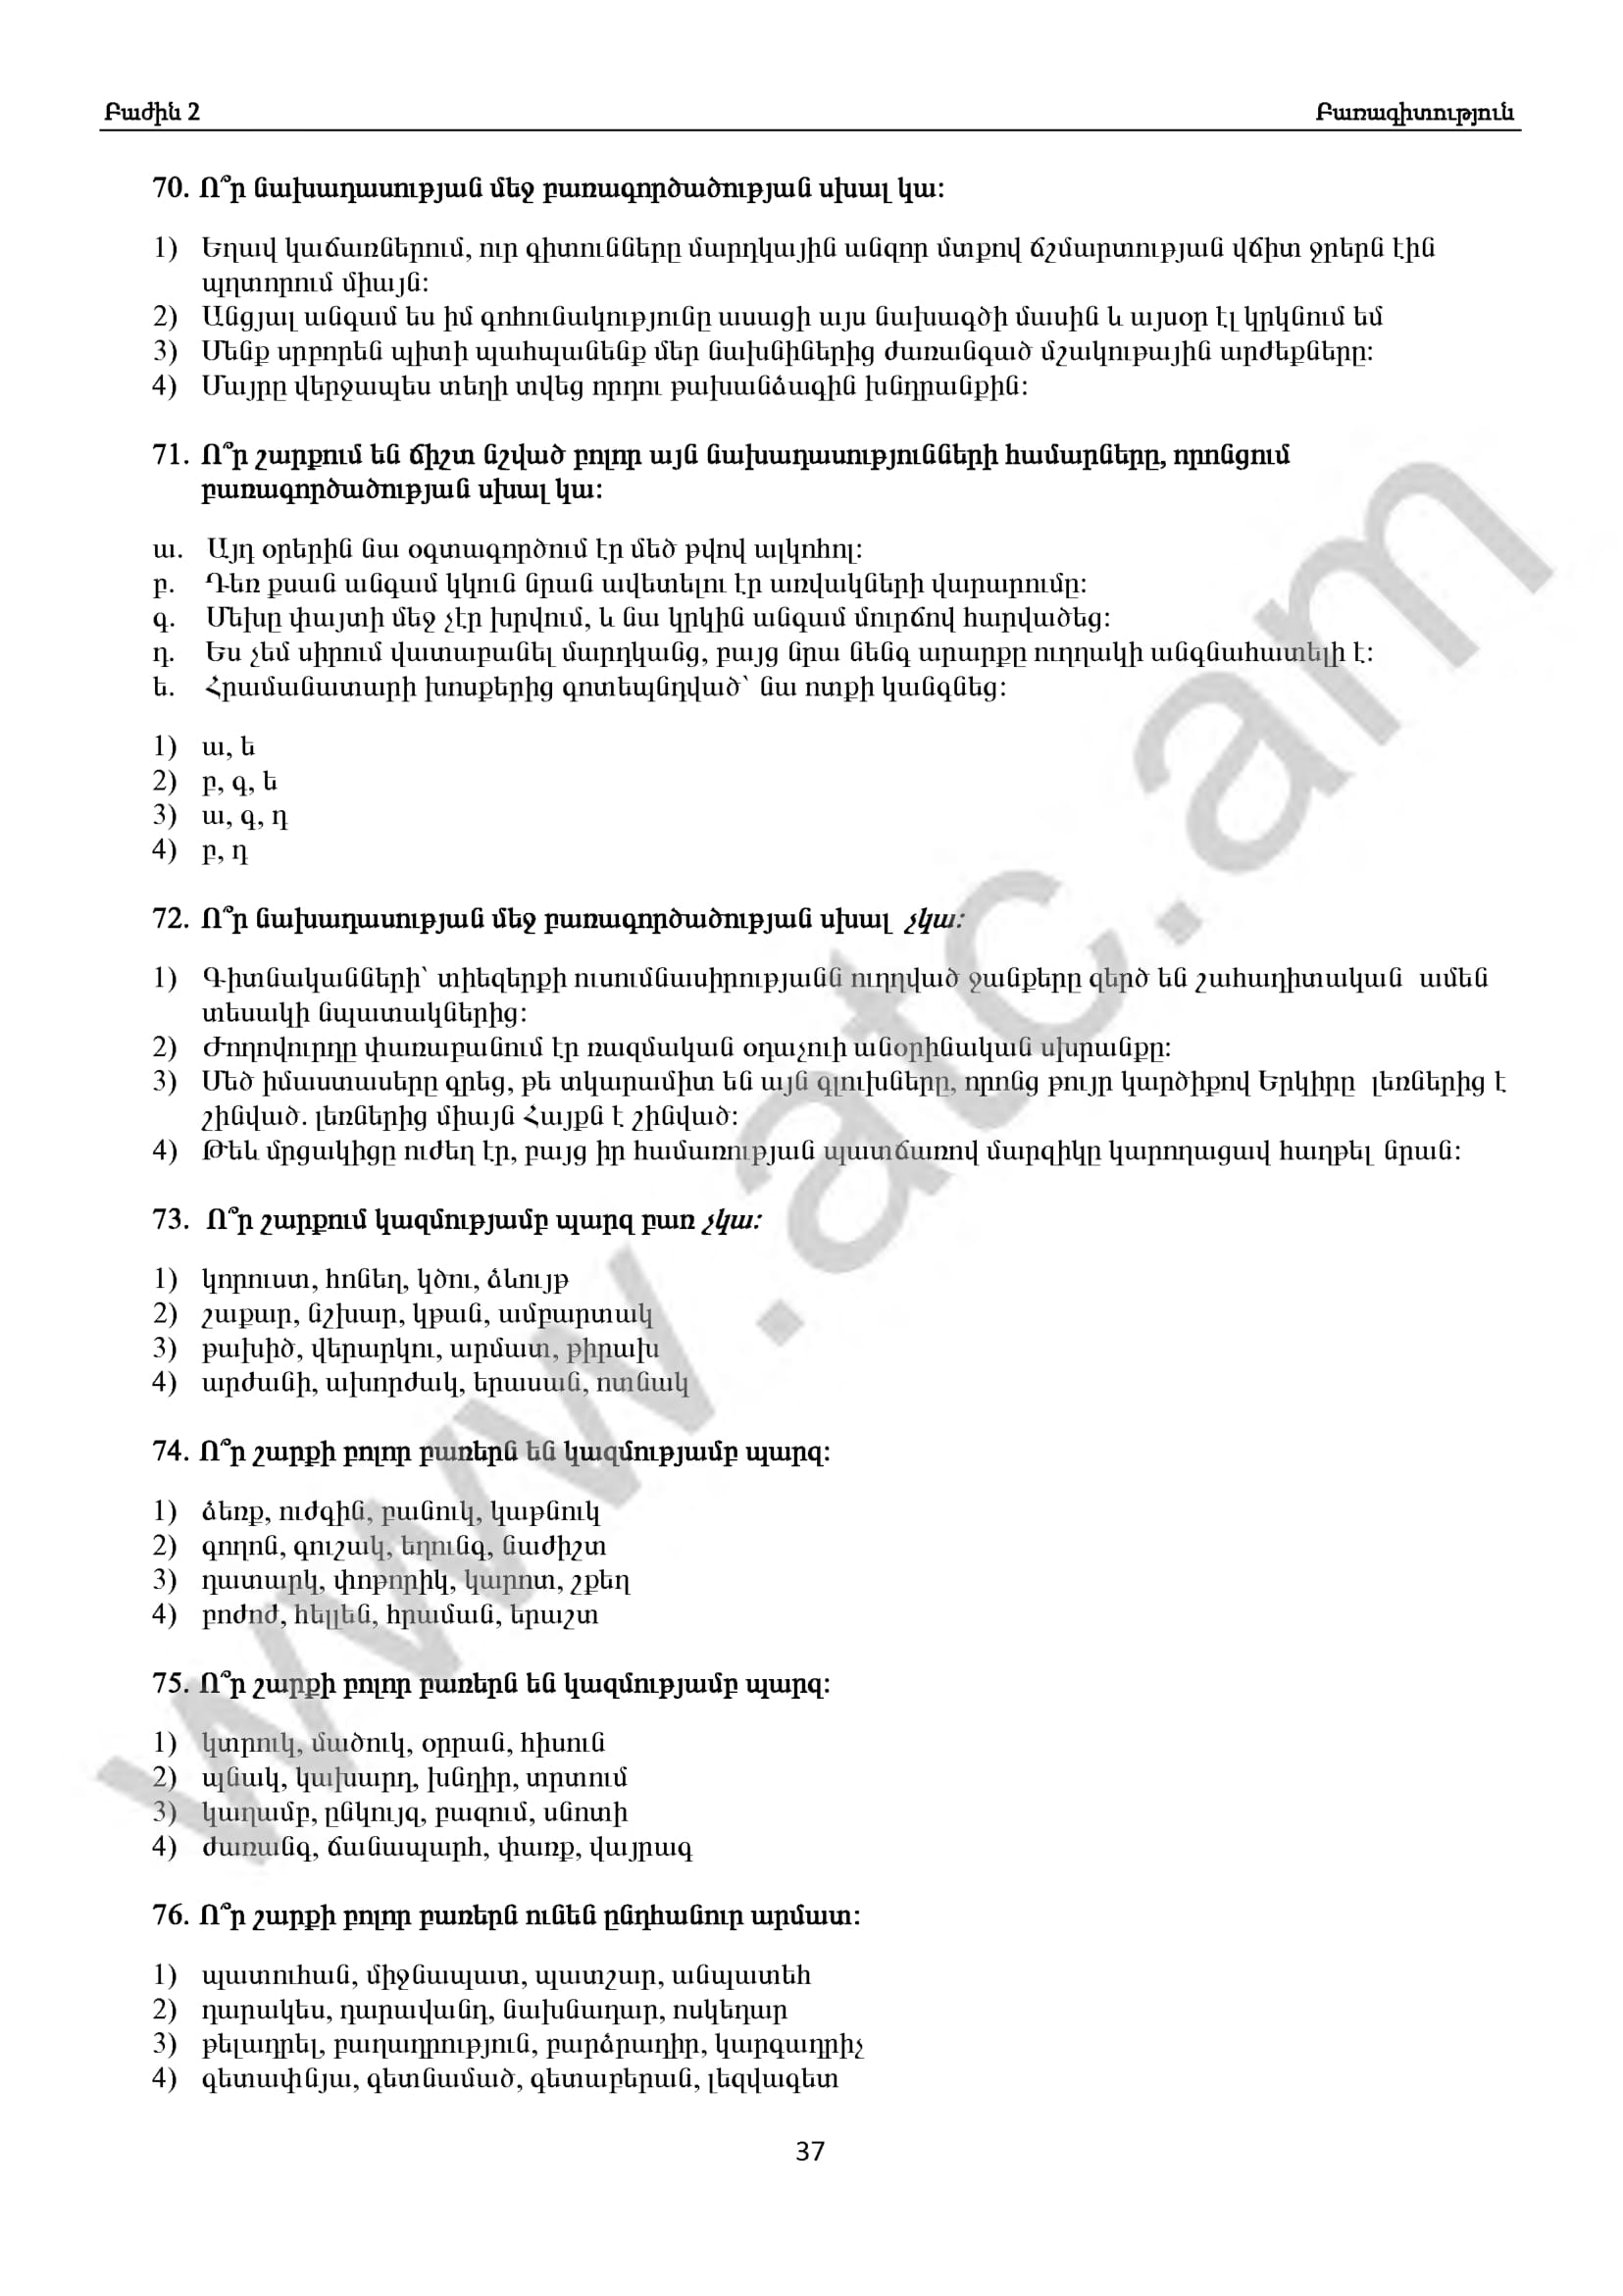 Բաժին 2 Բառագիտություն
70. Ո՞ր նախադասության մեջ բառագործածության սխալ կա:
1) Եղավ կաճառներում, ուր գիտունները մարդկային անզոր մտքով ճշմարտության վճիտ ջրերն էին
պղտորում միայն:
2) Անցյալ անգամ ես իմ գոհունակությունը ասացի այս նախագծի մասին և այսօր էլ կրկնում եմ
3) Մենք սրբորեն պիտի պահպանենք մեր նախնիներից ժառանգած մշակութային արժեքները:
4) Մայրը վերջապես տեղի տվեց որդու թախանձագին խնդրանքին:
71. Ո՞ր շարքում են ճիշտ նշված բոլոր այն նախադասությունների համարները, որոնցում
բառագործածության սխալ կա:
ա. Այդ օրերին նա օգտագործում էր մեծ թվով ալկոհոլ:
բ. Դեռ քսան անգամ կկուն նրան ավետելու էր առվակների վարարումը:
գ. Մեխը փայտի մեջ չէր խրվում, և նա կրկին անգամ մուրճով հարվածեց:
դ. Ես չեմ սիրում վատաբանել մարդկանց, բայց նրա նենգ արարքը ուղղակի անգնահատելի է:
ե. Հրամանատարի խոսքերից գոտեպնդված՝ նա ոտքի կանգնեց:
1) ա, ե
2) բ, գ, ե
3) ա, գ, դ
4) բ, դ
72. Ո՞ր նախադասության մեջ բառագործածության սխալ չկա:
1) Գիտնականների՝ տիեզերքի ուսումնասիրությանն ուղղված ջանքերը զերծ են շահադիտական ամեն
տեսակի նպատակներից:
2) Ժողովուրդը փառաբանում էր ռազմական օդաչուի անօրինական սխրանքը:
3) Մեծ իմաստասերը գրեց, թե տկարամիտ են այն գլուխները, որոնց թույր կարծիքով Երկիրը լեռներից է
շինված. լեռներից միայն Հայքն է շինված:
4) Թեև մրցակիցը ուժեղ էր, բայց իր համառության պատճառով մարզիկը կարողացավ հաղթել նրան:
73. Ո՞ր շարքում կազմությամբ պարզ բառ չկա:
1) կորուստ, հոնեղ, կծու, ձևույթ
2) շաքար, նշխար, կթան, ամբարտակ
3) թախիծ, վերարկու, արմատ, թիրախ
4) արժանի, ախորժակ, երասան, ոտնակ
74. Ո՞ր շարքի բոլոր բառերն են կազմությամբ պարզ:
1) ձեռք, ուժգին, բանուկ, կաթնուկ
2) գողոն, գուշակ, եղունգ, նաժիշտ
3) դատարկ, փոթորիկ, կարոտ, շքեղ
4) բոժոժ, հելլեն, հրաման, երաշտ
75. Ո՞ր շարքի բոլոր բառերն են կազմությամբ պարզ:
1) կտրուկ, մածուկ, օրրան, հիսուն
2) պնակ, կախարդ, խնդիր, տրտում
3) կաղամբ, ընկույզ, բազում, սնոտի
4) ժառանգ, ճանապարհ, փառք, վայրագ
76. Ո՞ր շարքի բոլոր բառերն ունեն ընդհանուր արմատ:
1) պատուհան, միջնապատ, պատշար, անպատեհ
2) դարակես, դարավանդ, նախնադար, ոսկեդար
3) թելադրել, բաղադրություն, բարձրադիր, կարգադրիչ
4) գետափնյա, գետնամած, գետաբերան, լեզվագետ
37
www.atc.am